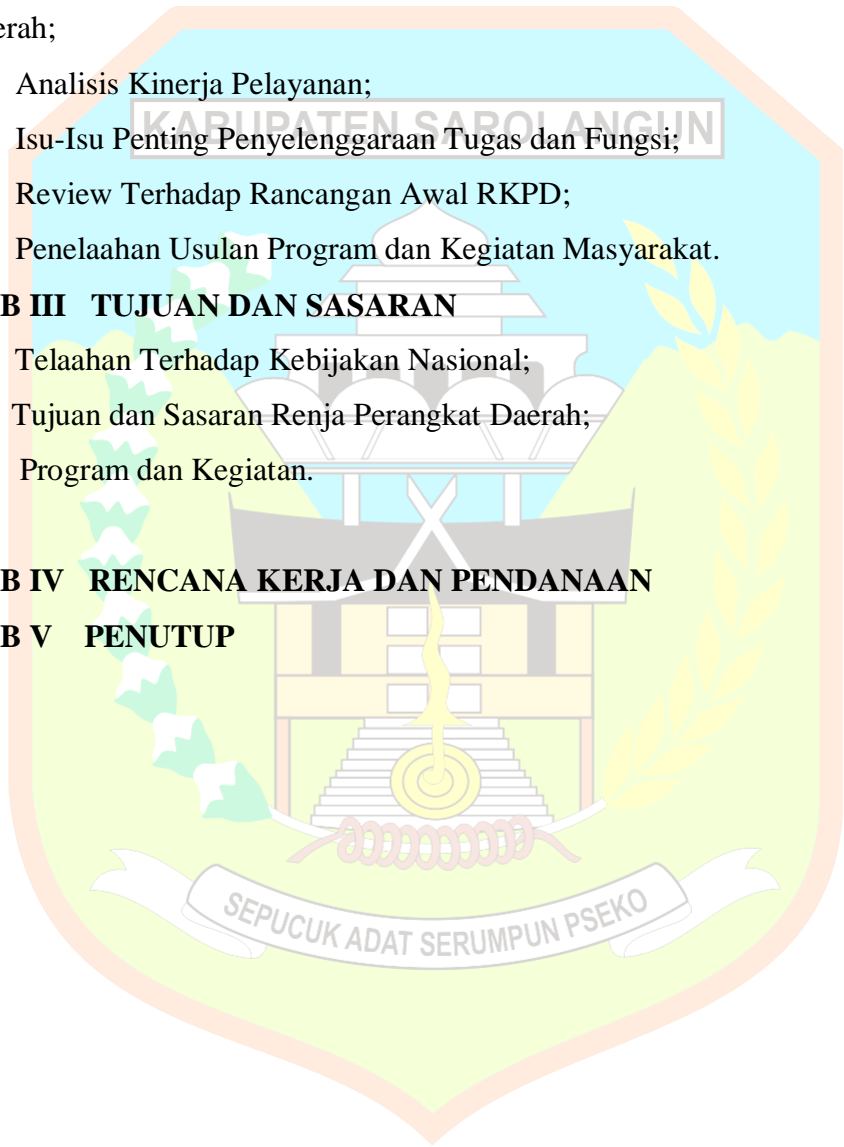 erah;
Analisis Kinerja Pelayanan;
KABUPATEN SAROLANGUN
Isu-Isu Penting Penyelenggaraan Tugas dan Fungsi;
Review Terhadap Rancangan Awal RKPD;
Penelaahan Usulan Program dan Kegiatan Masyarakat.
B III TUJUAN DAN SASARAN
Telaahan Terhadap Kebijakan Nasional;
Tujuan dan Sasaran Renja Perangkat Daerah;
Program dan Kegiatan.
B IV RENCANA KERJA DAN PENDANAAN
B V PENUTUP
SEPUCUK ADAT SERUMPUN PSEKO